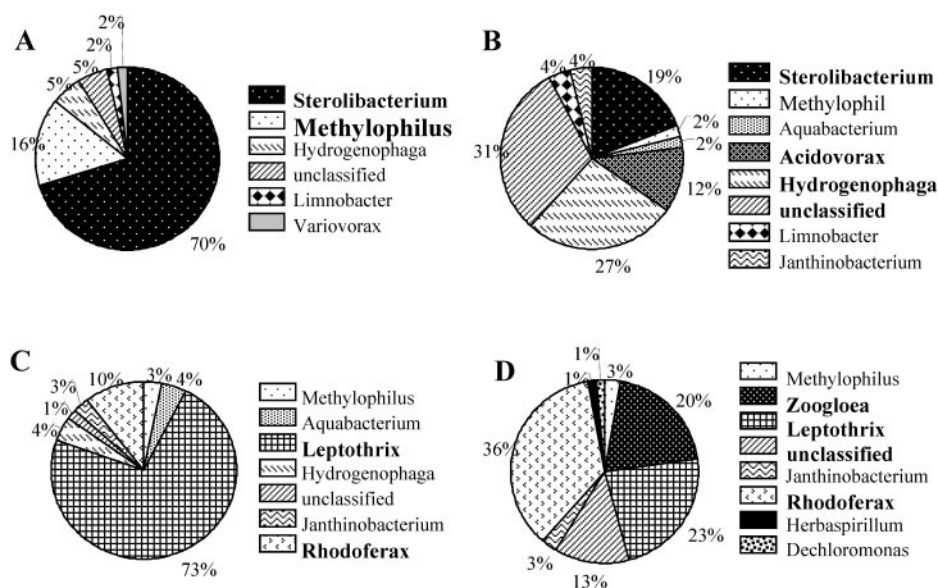 A
2%
2%
5%
5%
16%
70%
Sterolibacterium
Methylophilus
Hydrogenophaga
unclassified
Limnobacter
Variovorax
B
4%
4%
19%
2%
2%
12%
27%
31%
Sterolibacterium
Methylophil
Aquabacterium
Acidovorax
Hydrogenophaga
unclassified
Limnobacter
Janthinobacterium
C
3%
10%
3%
4%
1%
4%
73%
Methylophilus
Aquabacterium
Leptothrix
Hydrogenophaga
unclassified
Janthinobacterium
Rhodoferax
D
1%
1%
3%
20%
36%
23%
3%
13%
Methylophilus
Zoogloea
Leptothrix
unclassified
Janthinobacterium
Rhodoferax
Herbaspirillum
Dechloromonas